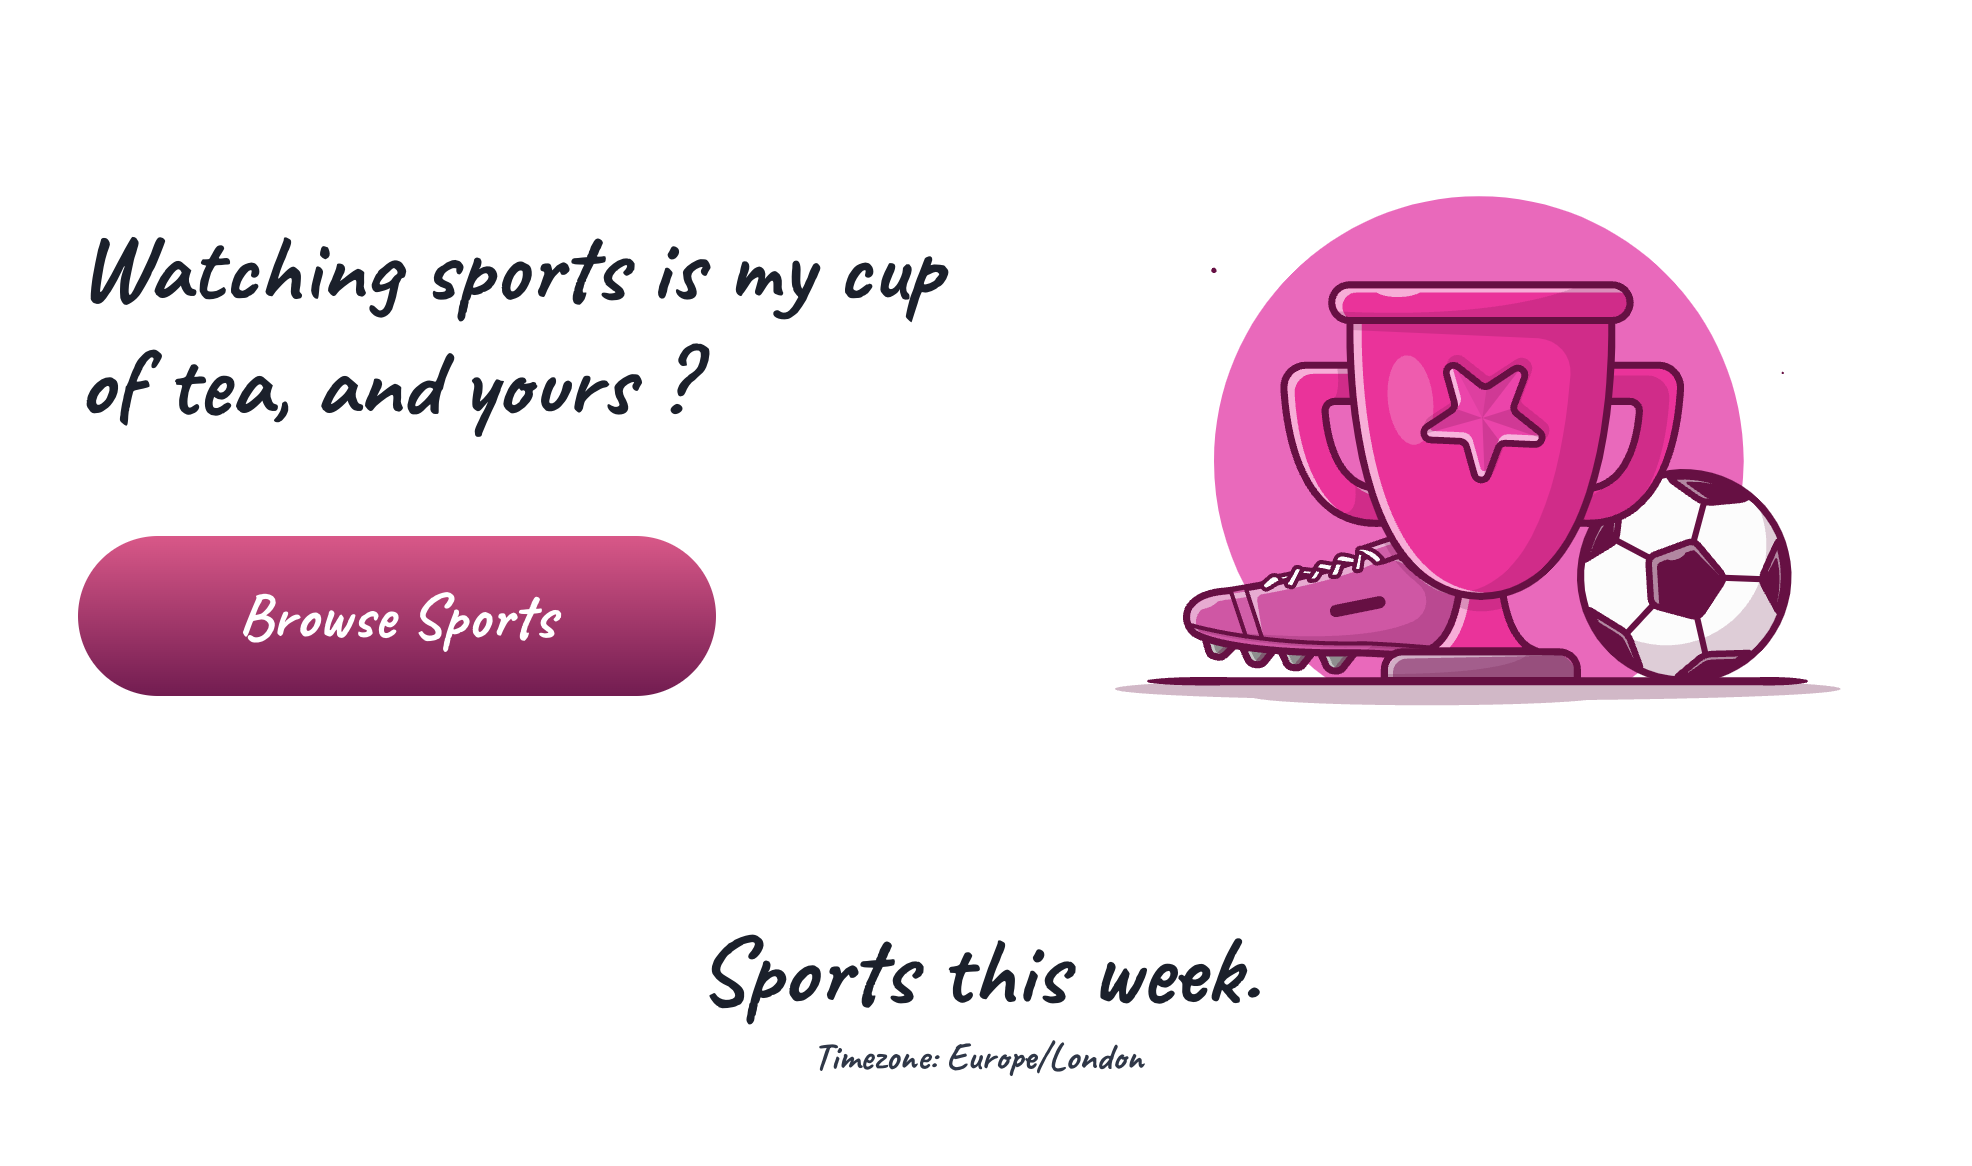 Watching sports is my cup
of tea, and yours ?
Browse Sports
Sports this week.
Timezone: Europe/London